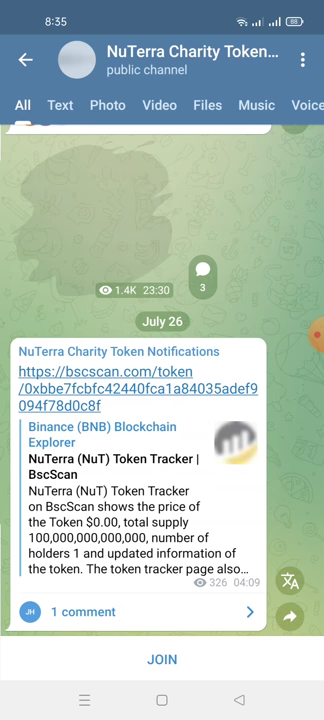 8:35
88
NuTerra Charity Token...
public channel
All Text Photo Video Files Music Voice
1.4K 23:30
3
July 26
NuTerra Charity Token Notifications
https://bscscan.com/token
/0xbbe7fcbfc42440fca1a84035adef9
094f78d0c8f
Binance (BNB) Blockchain
Explorer
NuTerra (NuT) Token Tracker |
BscScan
NuTerra (NuT) Token Tracker
on BscScan shows the price of
the Token $0.00, total supply
100,000,000,000,000, number of
holders 1 and updated information of
the token. The token tracker page also...
326 04:09
JH 1 comment
JOIN